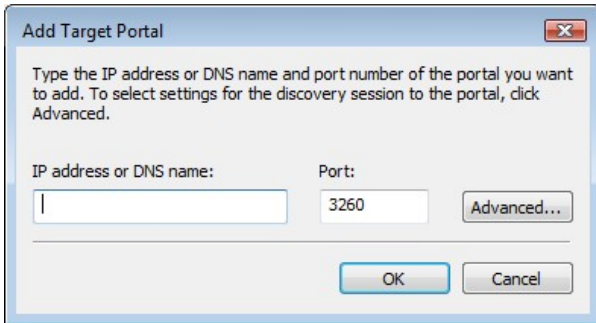 Add Target Portal
Type the IP address or DNS name and port number of the portal you want
to add. To select settings for the discovery session to the portal, click
Advanced.
IP address or DNS name: Port:
3260 Advanced...
OK Cancel